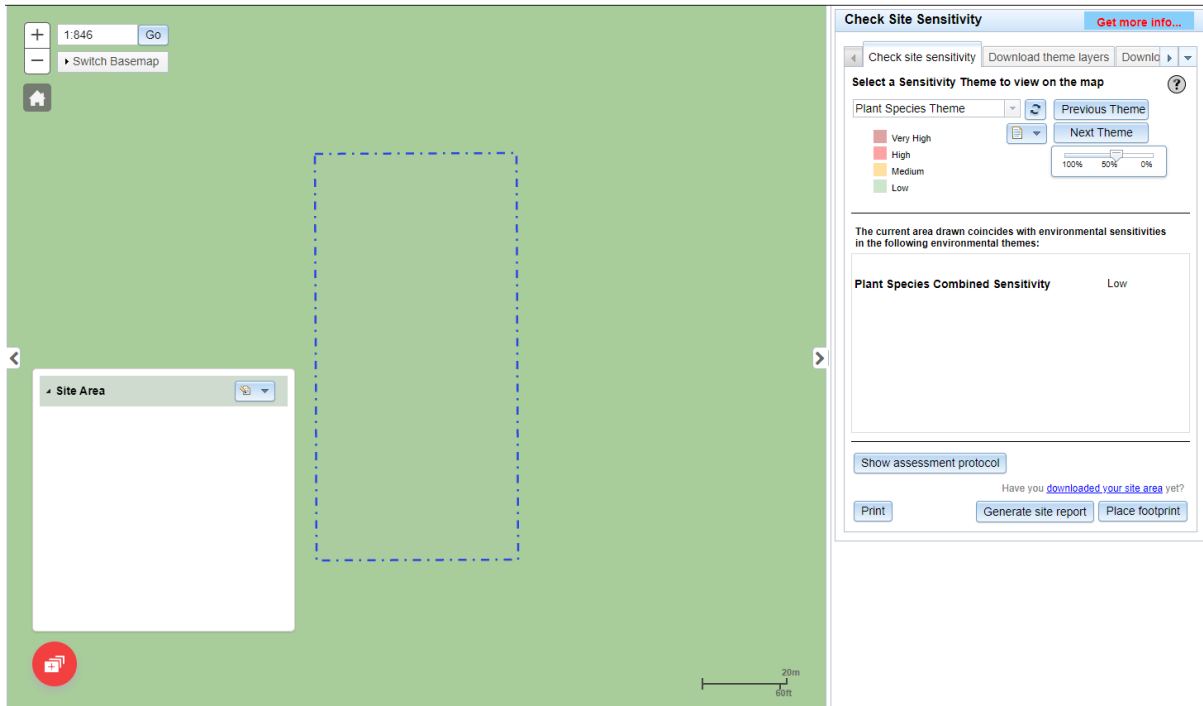 1:846
Go
Switch Basemap
Site Area
20m
60ft
Check Site Sensitivity
Get more info...
Check site sensitivity
Download theme layers
Downlo
Select a Sensitivity Theme to view on the map
?
Plant Species Theme
Previous Theme
Next Theme
Very High
High
Medium
Low
100% 50% 0%
The current area drawn coincides with environmental sensitivities
in the following environmental themes:
Plant Species Combined Sensitivity Low
Show assessment protocol
Have you downloaded your site area yet?
Print
Generate site report
Place footprint